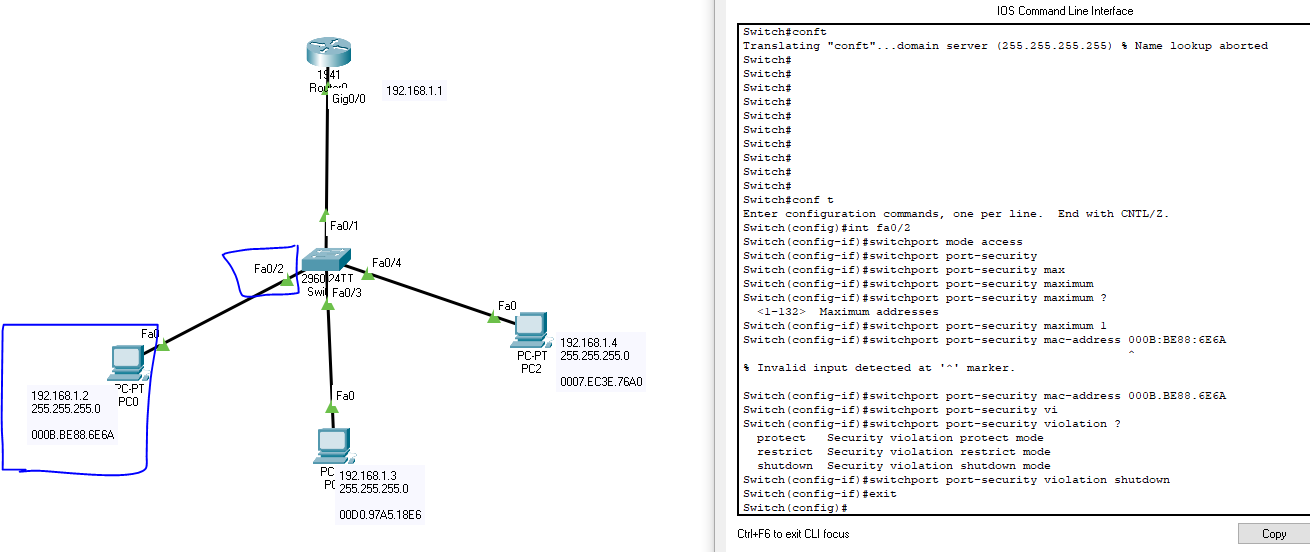 1941
Gig0/0
192.168.1.1
Fa0/1
Fa0/2
Fa0/4
2960-24TT
Fa0/3
Fa0
PC-PT
PC0
192.168.1.2
255.255.255.0
000B.BE88.6E6A
Fa0
PC-PT
PC2
192.168.1.4
255.255.255.0
0007.EC3E.76A0
Fa0
PC
192.168.1.3
255.255.255.0
00D0.97A5.18E6
IOS Command Line Interface
Switch#conft
Translating "conft"...domain server (255.255.255.255) % Name lookup aborted
Switch#
Switch#
Switch#
Switch#
Switch#
Switch#
Switch#
Switch#
Switch#
Switch#
Switch#conf t
Enter configuration commands, one per line.  End with CNTL/Z.
Switch(config)#int fa0/2
Switch(config-if)#switchport mode access
Switch(config-if)#switchport port-security
Switch(config-if)#switchport port-security max
Switch(config-if)#switchport port-security maximum
Switch(config-if)#switchport port-security maximum ?
<1-132>  Maximum addresses
Switch(config-if)#switchport port-security maximum 1
Switch(config-if)#switchport port-security mac-address 000B:BE88:6E6A
^
% Invalid input detected at '^' marker.
Switch(config-if)#switchport port-security mac-address 000B.BE88.6E6A
Switch(config-if)#switchport port-security vi
Switch(config-if)#switchport port-security violation ?
protect   Security violation protect mode
restrict  Security violation restrict mode
shutdown  Security violation shutdown mode
Switch(config-if)#switchport port-security violation shutdown
Switch(config-if)#exit
Switch(config)#
Ctrl+F6 to exit CLI focus
Copy